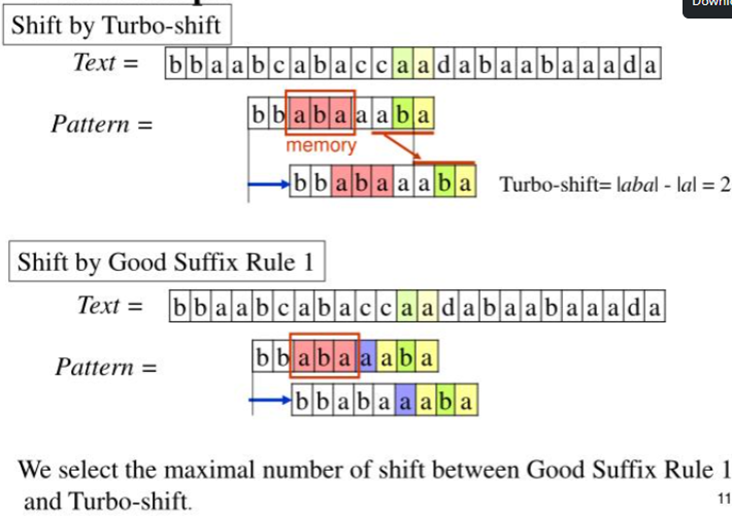 Shift by Turbo-shift
Text = b b a a b c a b a c c a a d a b a a b a a a d a
Pattern = b b a b a a a b a
memory
b b a b a a a b a Turbo-shift= |aba| - |a| = 2
Shift by Good Suffix Rule 1
Text = b b a a b c a b a c c a a d a b a a b a a a d a
Pattern = b b a b a a a b a
b b a b a a a b a
We select the maximal number of shift between Good Suffix Rule 1
and Turbo-shift.
11